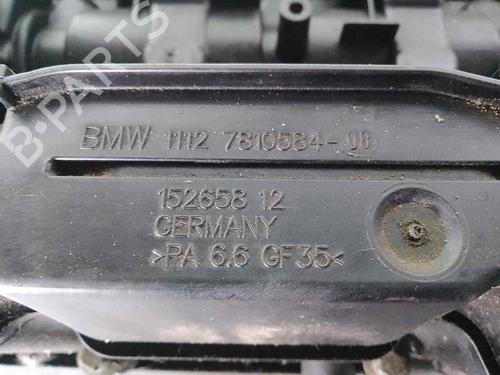 B-PARTS
BMW 1112 7810584-08
152658 12
GERMANY
>PA 6.6 GF35<